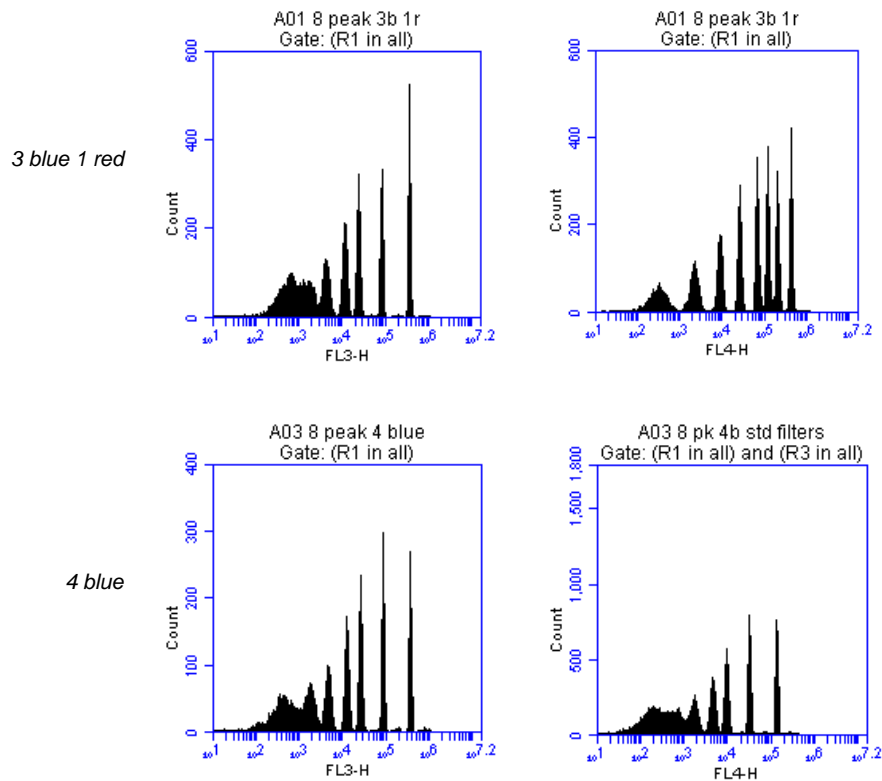 A01 8 peak 3b 1r
Gate: (R1 in all)
600
400
200
0
Count
10^1 10^2 10^3 10^4 10^5 10^6 10^7.2
FL3-H
A01 8 peak 3b 1r
Gate: (R1 in all)
600
400
200
0
Count
10^1 10^2 10^3 10^4 10^5 10^6 10^7.2
FL4-H
3 blue 1 red
A03 8 peak 4 blue
Gate: (R1 in all)
400
300
200
100
0
Count
10^1 10^2 10^3 10^4 10^5 10^6 10^7.2
FL3-H
A03 8 pk 4b std filters
Gate: (R1 in all) and (R3 in all)
1,800
1,500
1,000
500
0
Count
10^1 10^2 10^3 10^4 10^5 10^6 10^7.2
FL4-H
4 blue